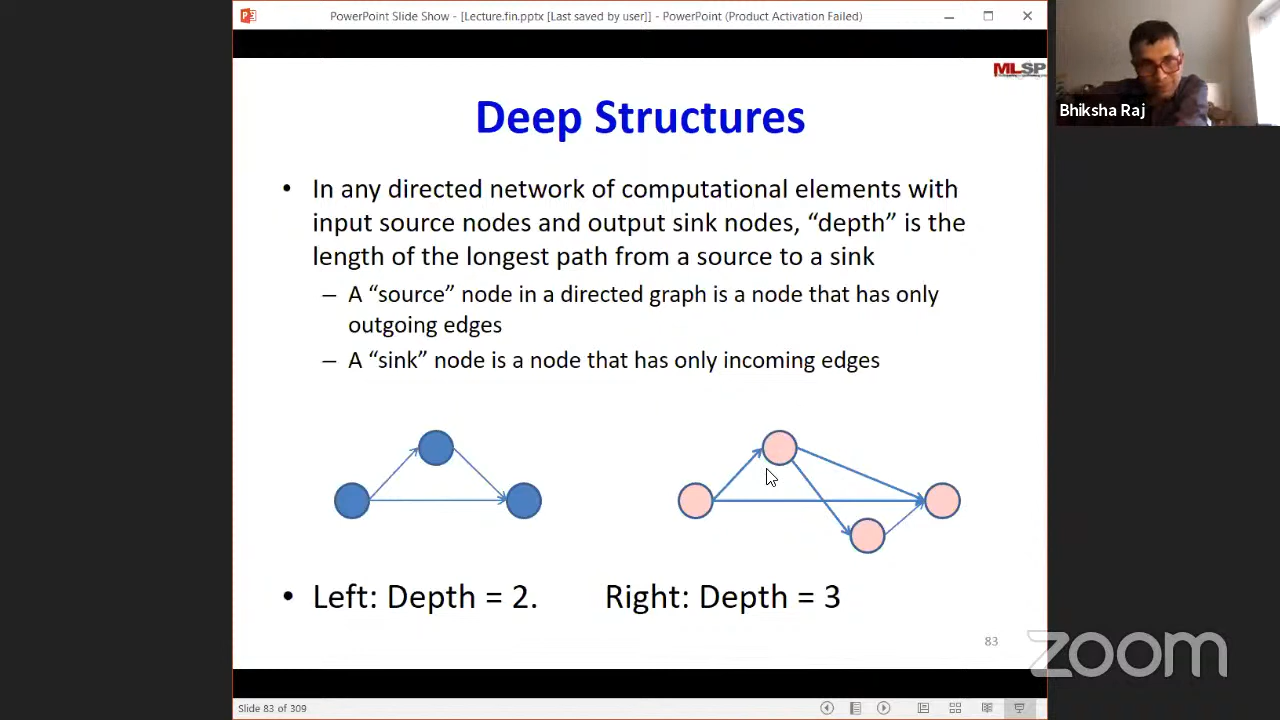 PowerPoint Slide Show - [Lecture.fin.pptx [Last saved by user]] - PowerPoint (Product Activation Failed)
MLSP
Bhiksha Raj
Deep Structures
• In any directed network of computational elements with
input source nodes and output sink nodes, “depth” is the
length of the longest path from a source to a sink
– A “source” node in a directed graph is a node that has only
outgoing edges
– A “sink” node is a node that has only incoming edges
• Left: Depth = 2. Right: Depth = 3
83
zoom
Slide 83 of 309